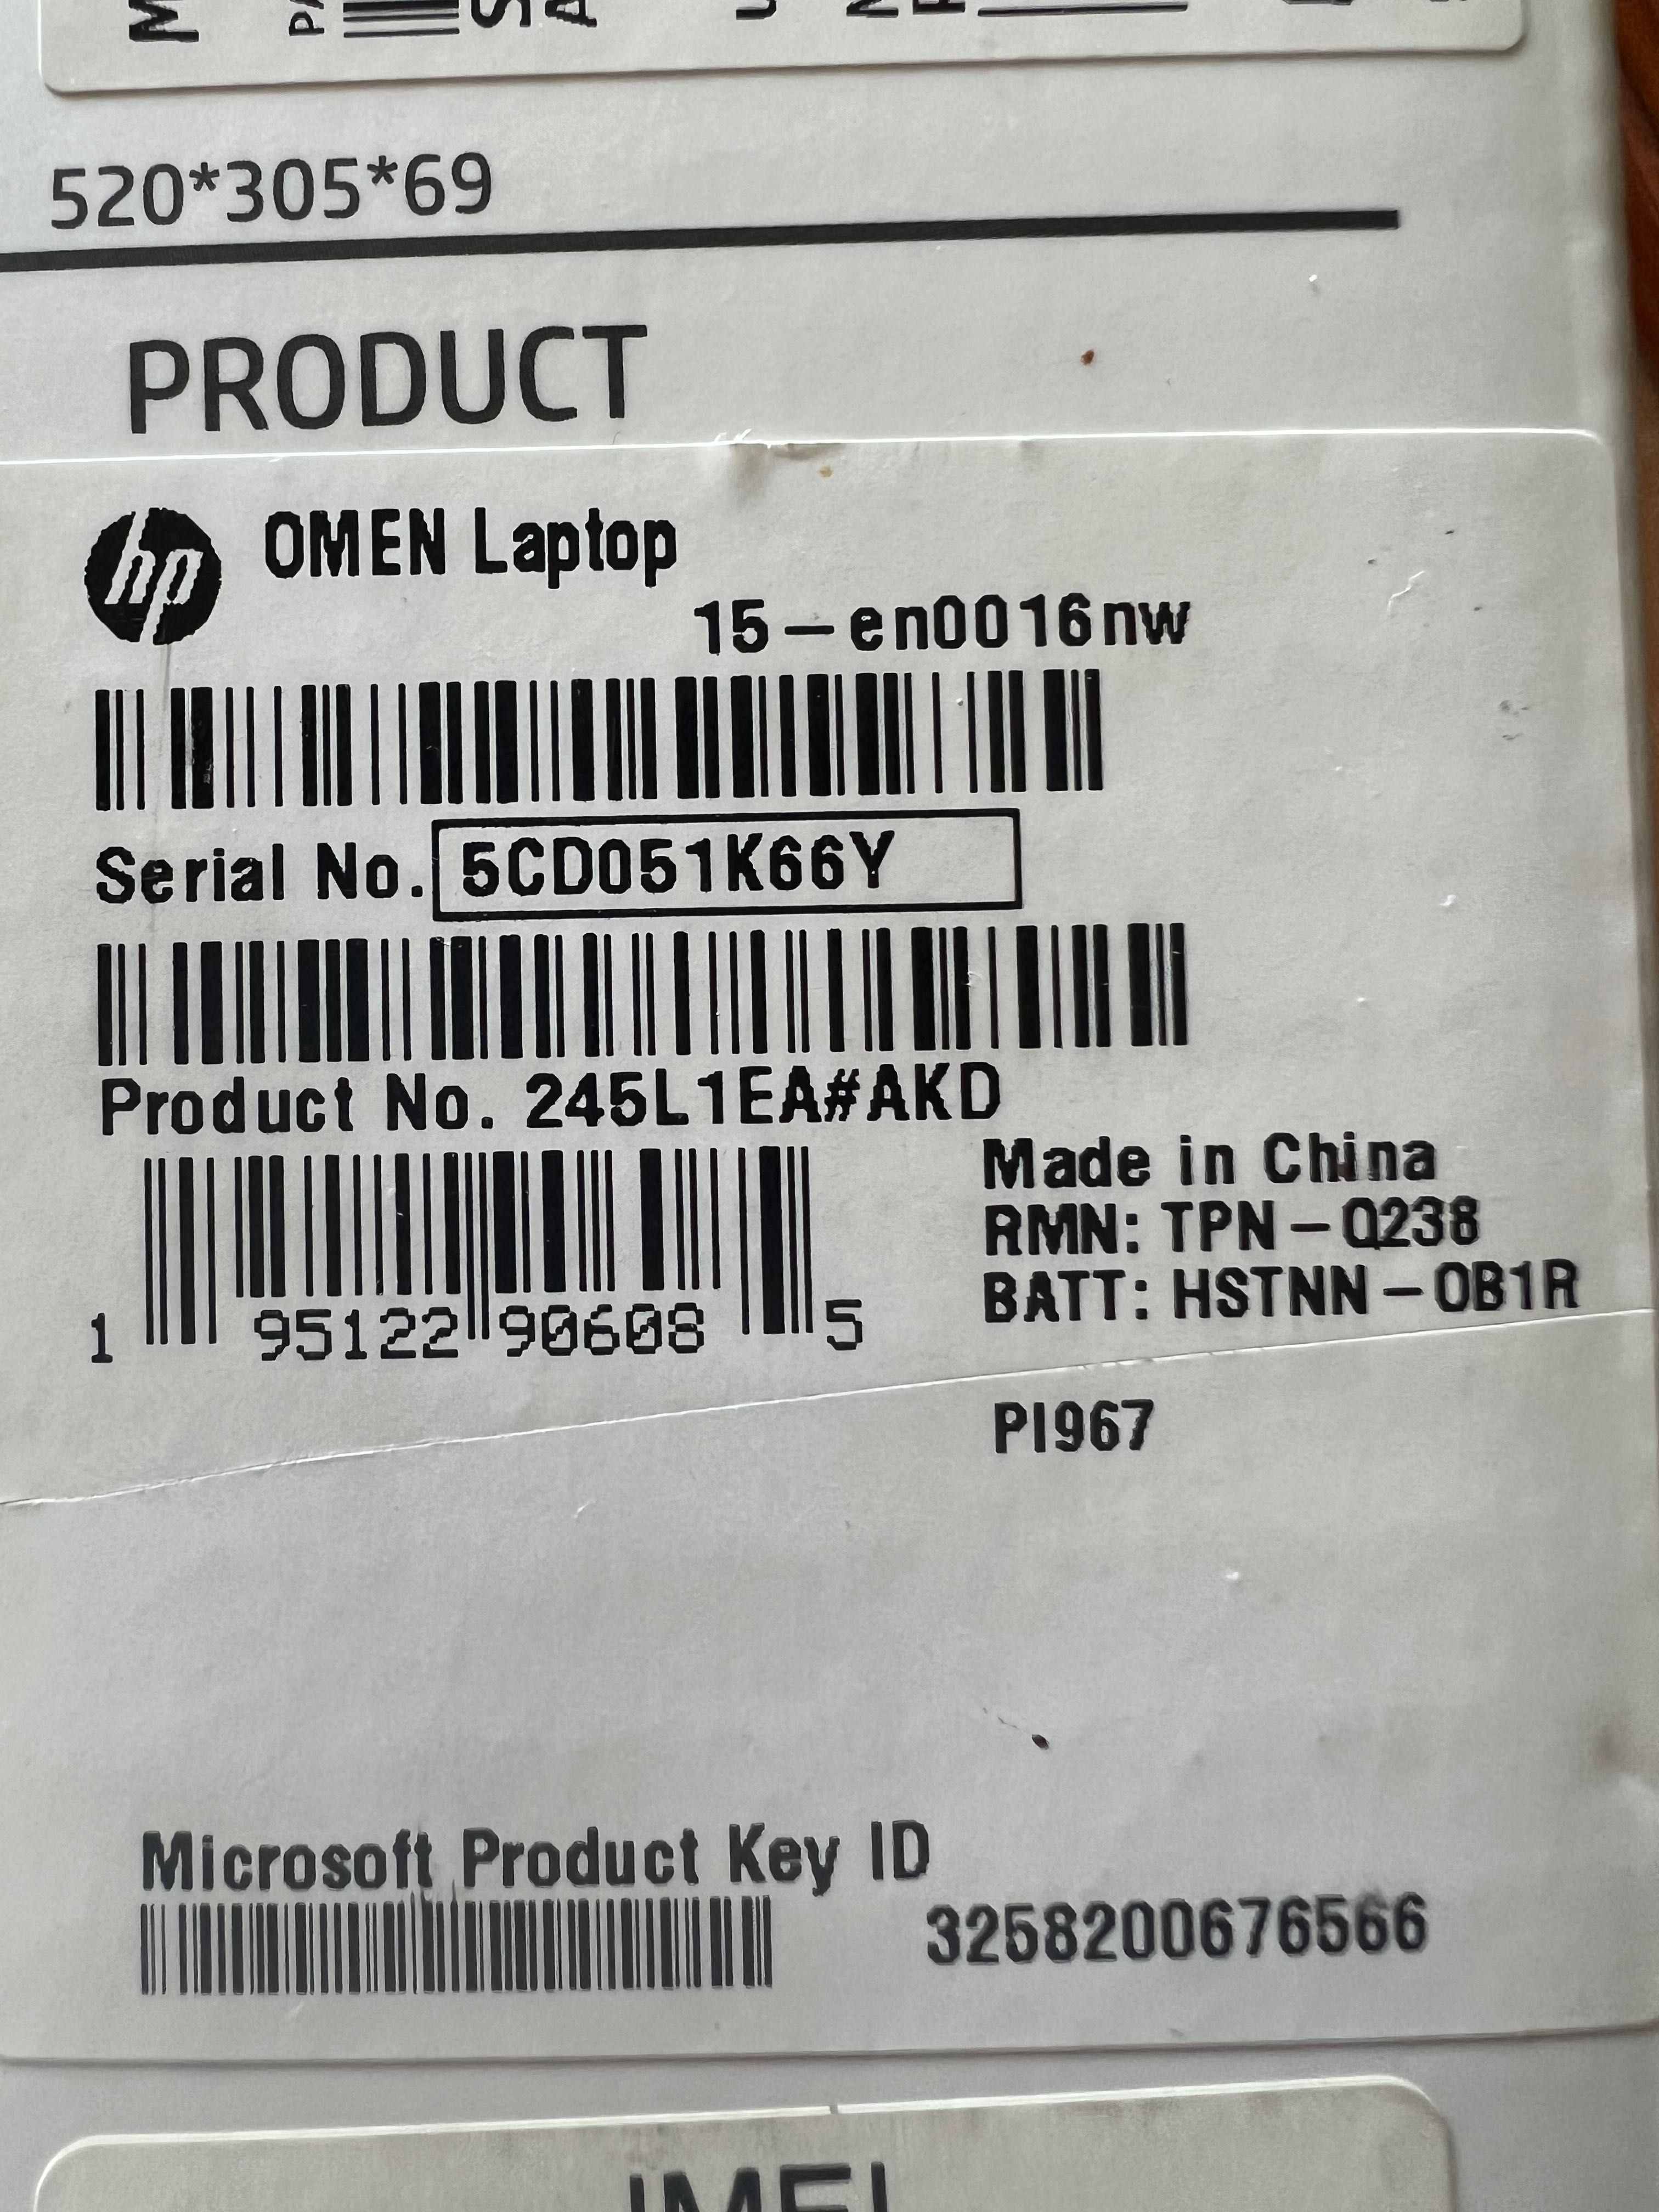 520*305*69
PRODUCT
hp
OMEN Laptop
15-en0016nw
Serial No. 5CD051K66Y
Product No. 245L1EA#AKD
1 95122 90608 5
Made in China
RMN: TPN-Q238
BATT: HSTNN-OB1R
PI967
Microsoft Product Key ID
3258200676566
IMEI